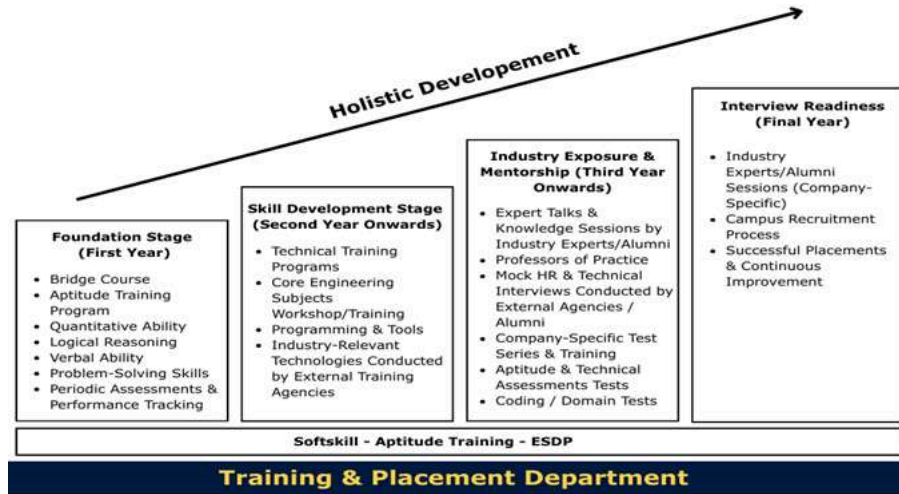 Holistic Developement
Foundation Stage
(First Year)
• Bridge Course
• Aptitude Training
Program
• Quantitative Ability
• Logical Reasoning
• Verbal Ability
• Problem-Solving Skills
• Periodic Assessments &
Performance Tracking
Skill Development Stage
(Second Year Onwards)
• Technical Training
Programs
• Core Engineering
Subjects
Workshop/Training
• Programming & Tools
• Industry-Relevant
Technologies Conducted
by External Training
Agencies
Industry Exposure &
Mentorship (Third Year
Onwards)
• Expert Talks &
Knowledge Sessions by
Industry Experts/Alumni
• Professors of Practice
• Mock HR & Technical
Interviews Conducted by
External Agencies /
Alumni
• Company-Specific Test
Series & Training
• Aptitude & Technical
Assessments Tests
• Coding / Domain Tests
Interview Readiness
(Final Year)
• Industry
Experts/Alumni
Sessions (Company-
Specific)
• Campus Recruitment
Process
• Successful Placements
& Continuous
Improvement
Softskill - Aptitude Training - ESDP
Training & Placement Department